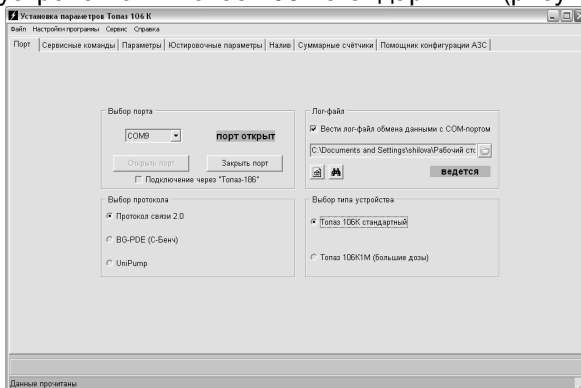 Установка параметров Топаз 106 К
Файл Настройки программы Сервис Справка
Порт Сервисные команды Параметры Юстировочные параметры Налив Суммарные счётчики Помощник конфигурации АЗС
Выбор порта
COM9
порт открыт
Открыть порт
Закрыть порт
Подключение через "Топаз-186"
Лог-файл
Вести лог-файл обмена данными с COM-портом
C:\Documents and Settings\shilova\Рабочий сто
ведется
Выбор протокола
Протокол связи 2.0
BG-PDE (С-Бенч)
UniPump
Выбор типа устройства
Топаз 106К стандартный
Топаз 106К1М (большие дозы)
Данные прочитаны